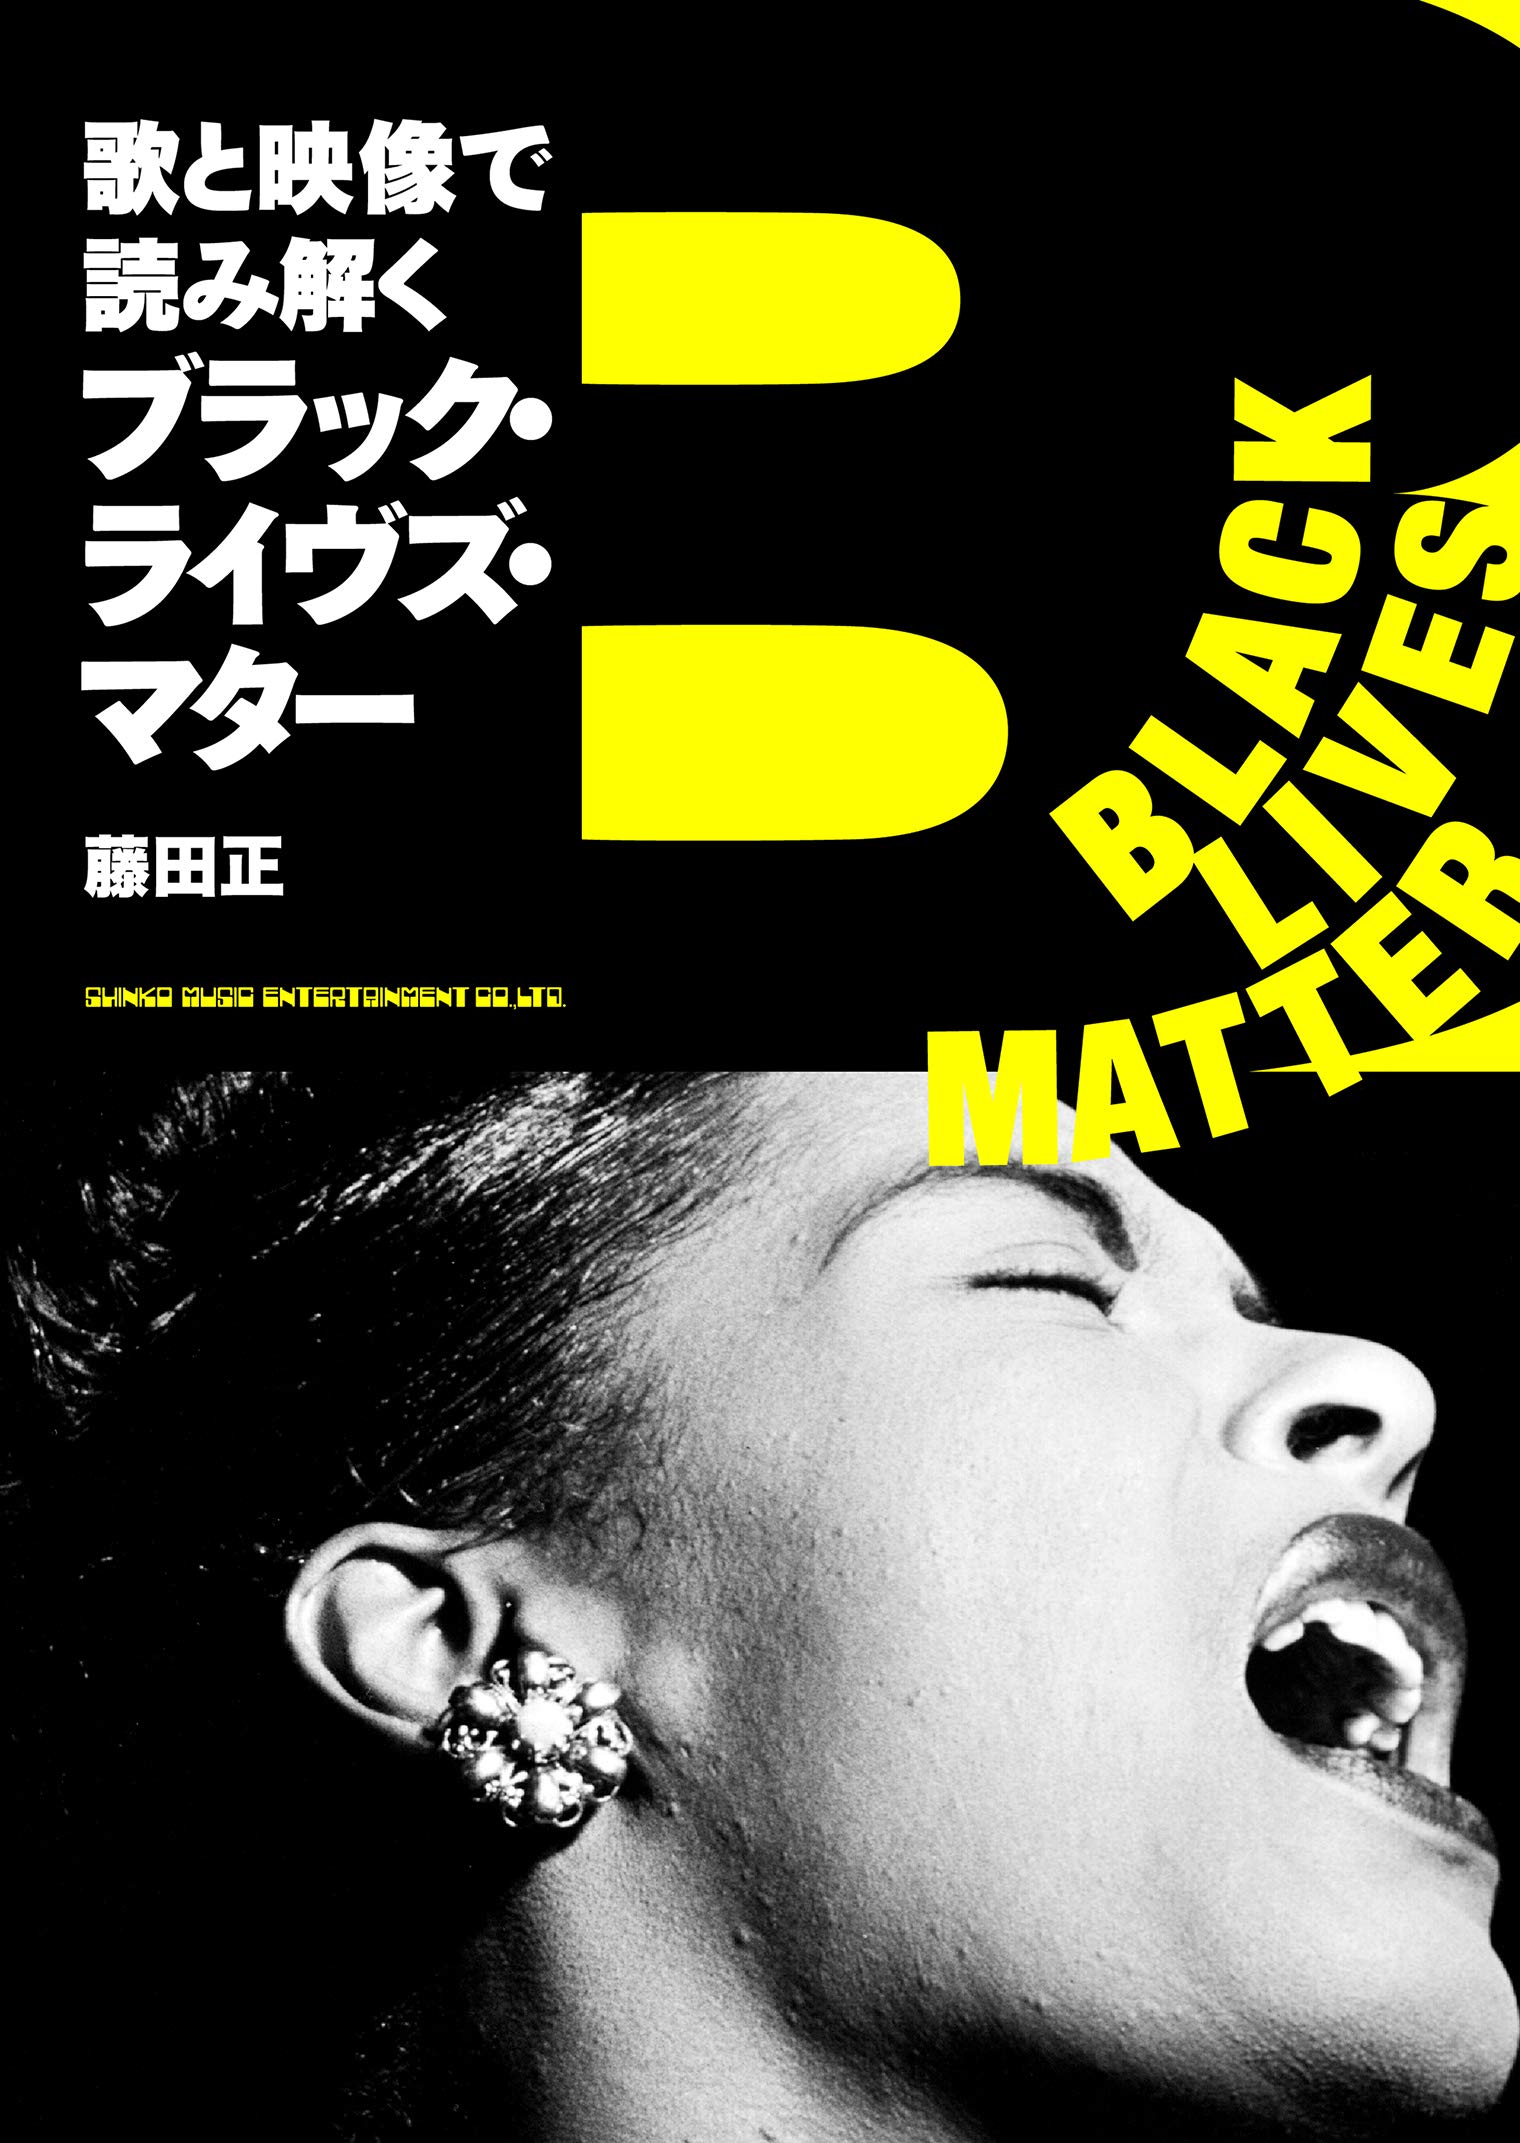 歌と映像で
読み解く
ブラック・
ライヴズ・
マター
藤田正
SHINKO MUSIC ENTERTAINMENT CO.,LTD.
B
BLACK
LIVES
MATTER